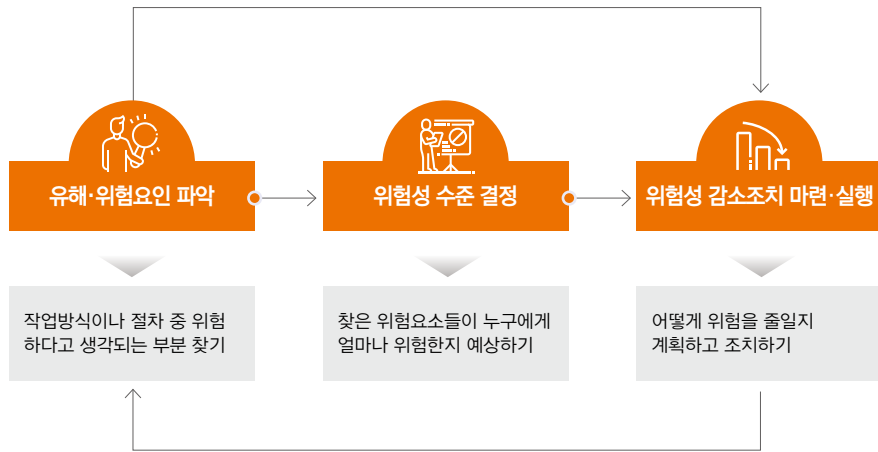 유해·위험요인 파악
위험성 수준 결정
위험성 감소조치 마련·실행
작업방식이나 절차 중 위험
하다고 생각되는 부분 찾기
찾은 위험요소들이 누구에게
얼마나 위험한지 예상하기
어떻게 위험을 줄일지
계획하고 조치하기